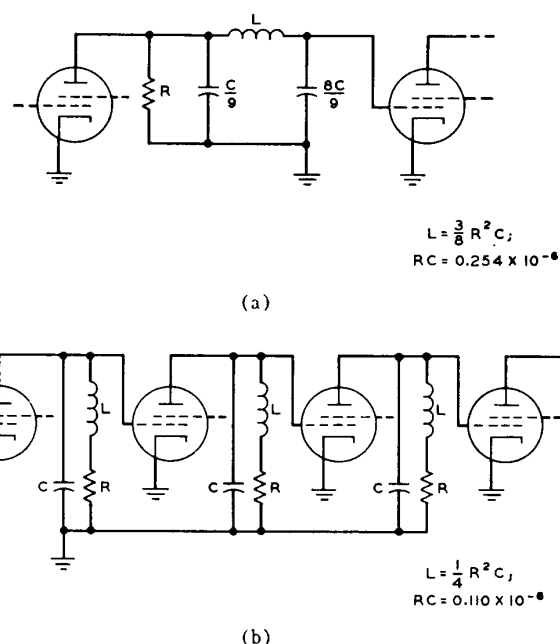 L
R
C/9
8C/9
L = 3/8 R²C;
RC = 0.254 X 10⁻⁶
(a)
L
L
L
C
R
C
R
C
R
L = 1/4 R²C;
RC = 0.110 X 10⁻⁶
(b)